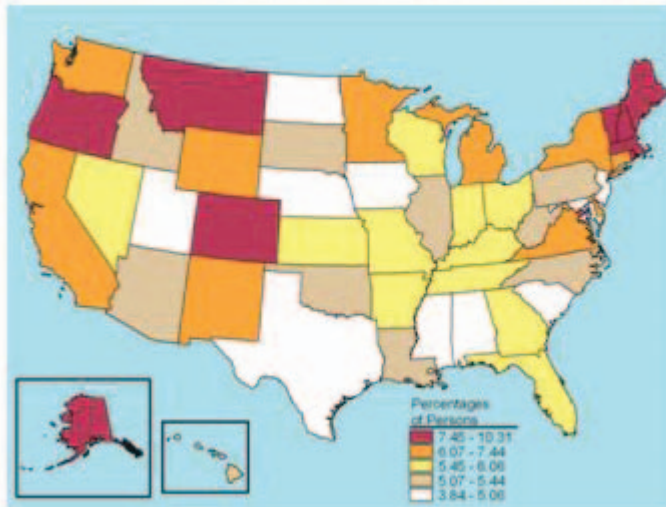 Percentages
of Persons
7.45 - 10.31
6.07 - 7.44
5.45 - 6.06
5.07 - 5.44
3.84 - 5.06